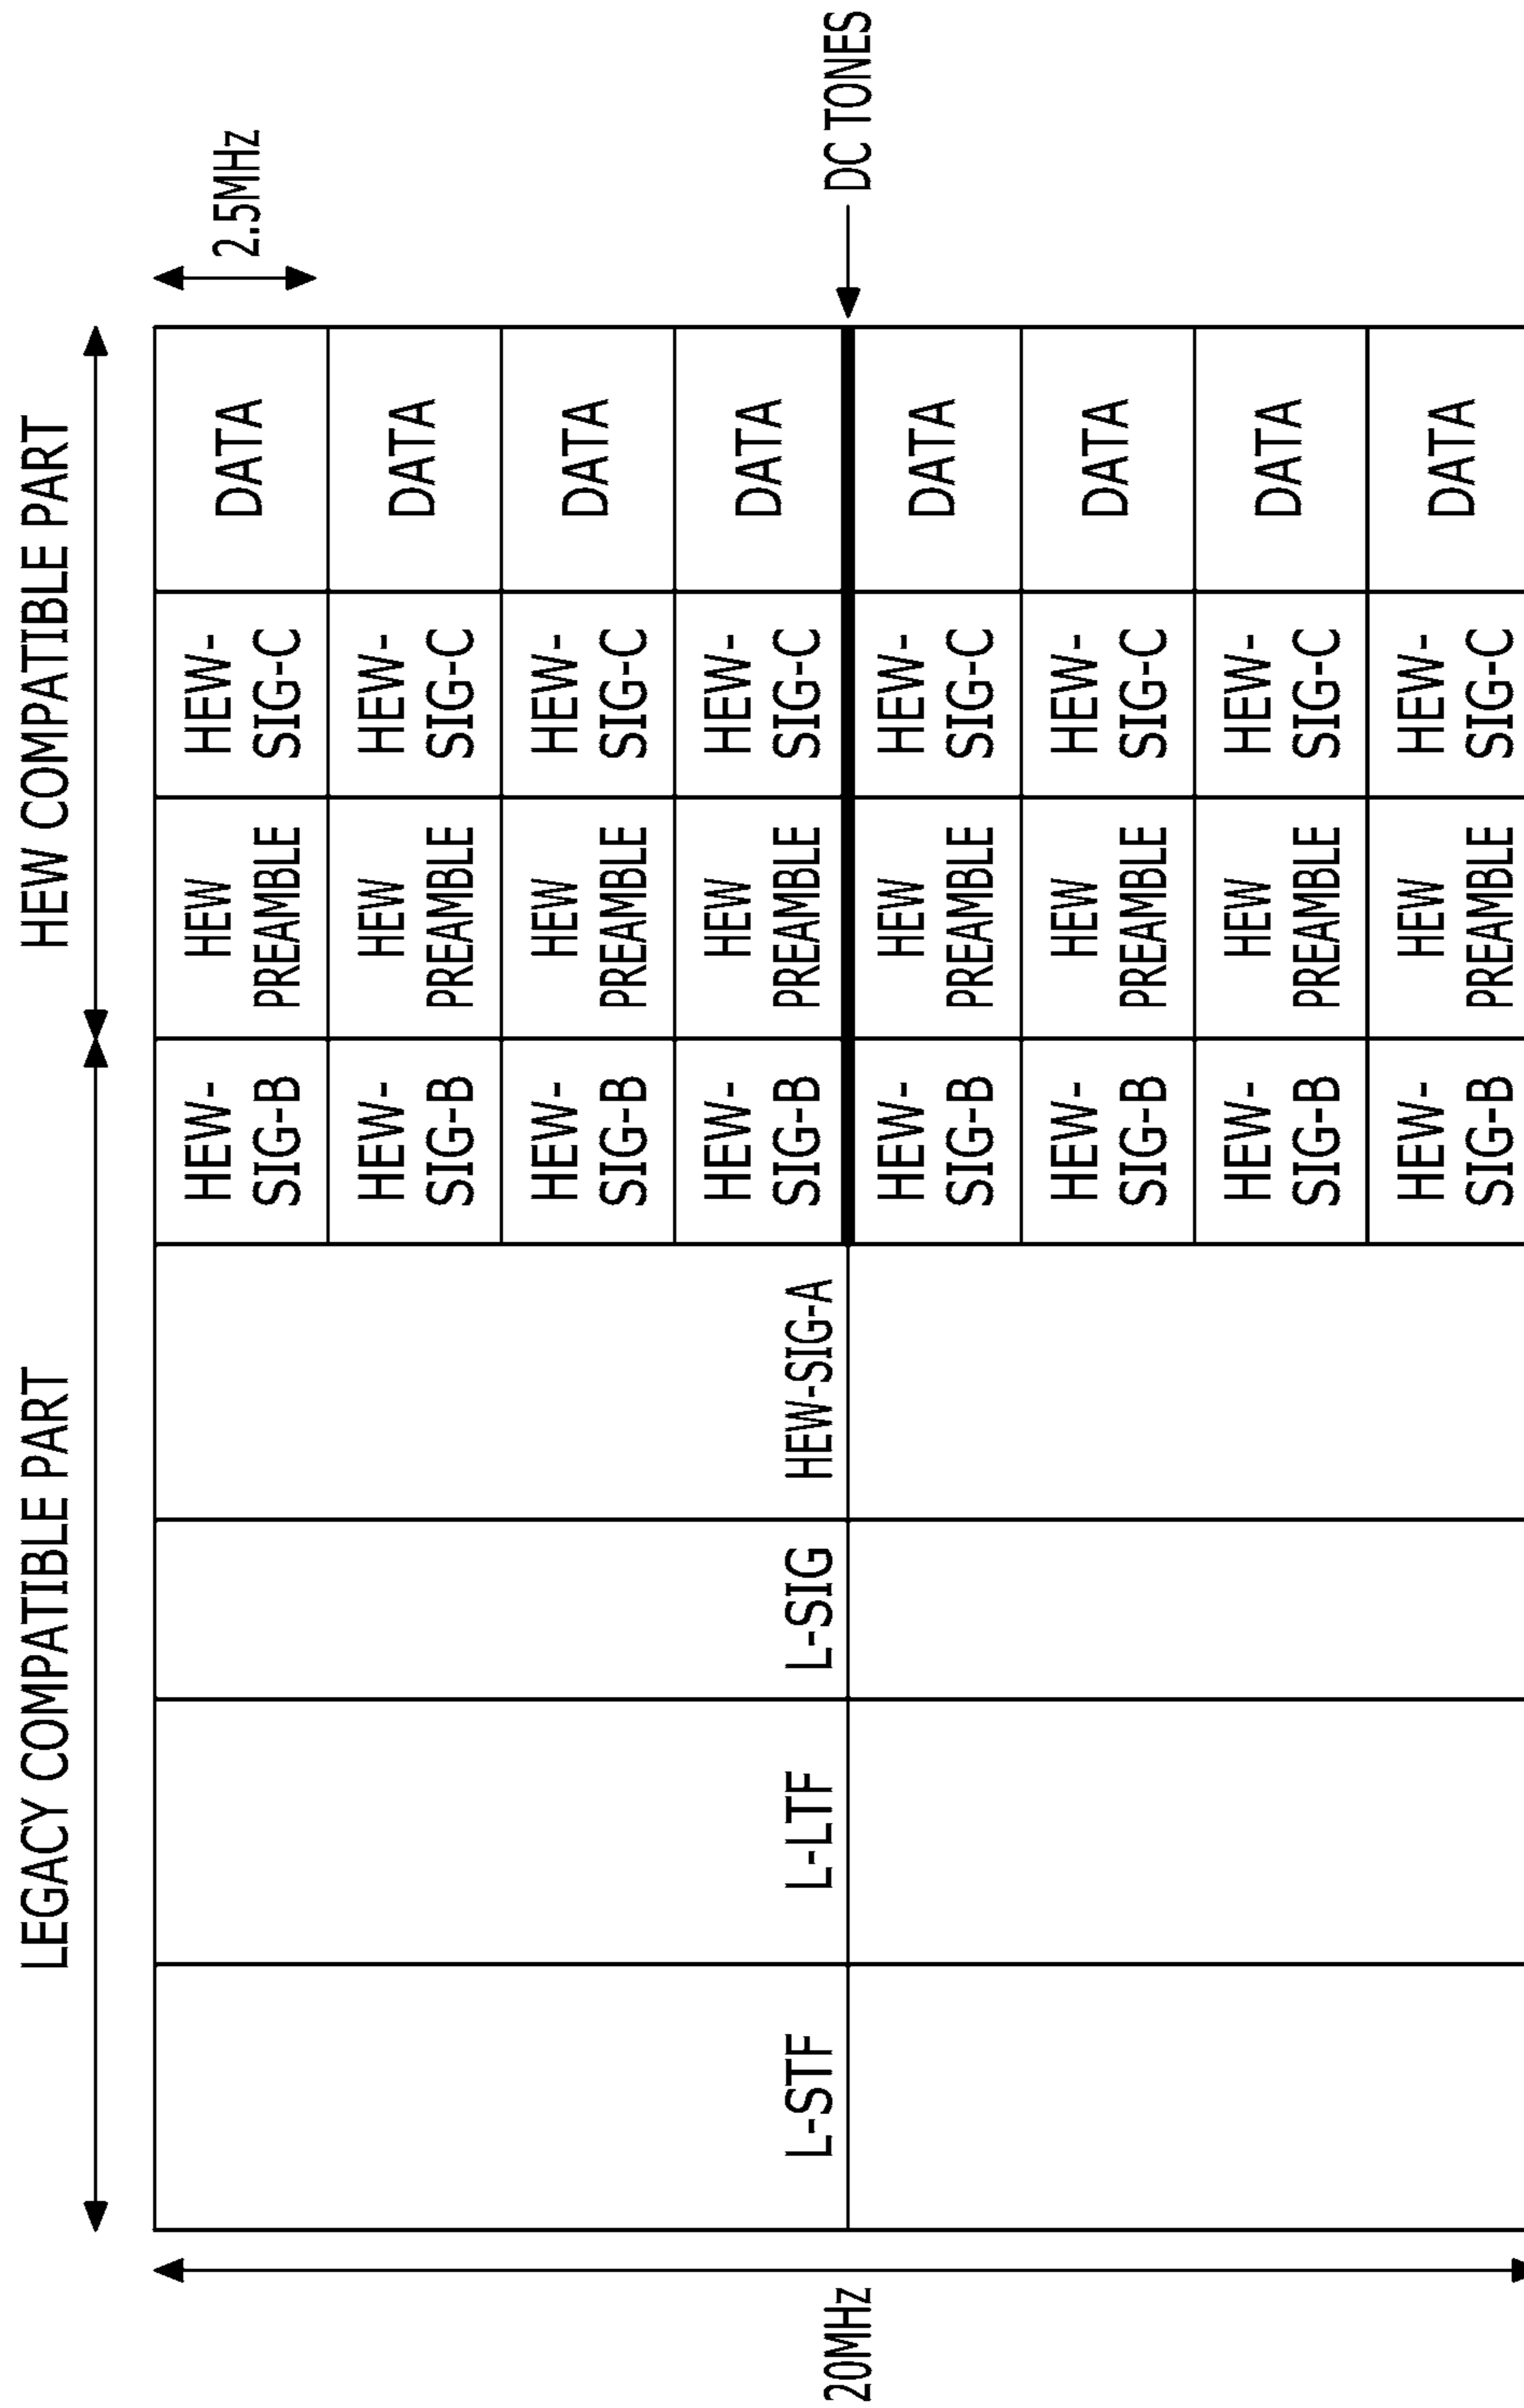 LEGACY COMPATIBLE PART
HEW COMPATIBLE PART
2.5MHz
20MHz
L-STF
L-LTF
L-SIG
HEW-SIG-A
DC TONES
HEW-
SIG-B
HEW
PREAMBLE
HEW-
SIG-C
DATA
HEW-
SIG-B
HEW
PREAMBLE
HEW-
SIG-C
DATA
HEW-
SIG-B
HEW
PREAMBLE
HEW-
SIG-C
DATA
HEW-
SIG-B
HEW
PREAMBLE
HEW-
SIG-C
DATA
HEW-
SIG-B
HEW
PREAMBLE
HEW-
SIG-C
DATA
HEW-
SIG-B
HEW
PREAMBLE
HEW-
SIG-C
DATA
HEW-
SIG-B
HEW
PREAMBLE
HEW-
SIG-C
DATA
HEW-
SIG-B
HEW
PREAMBLE
HEW-
SIG-C
DATA